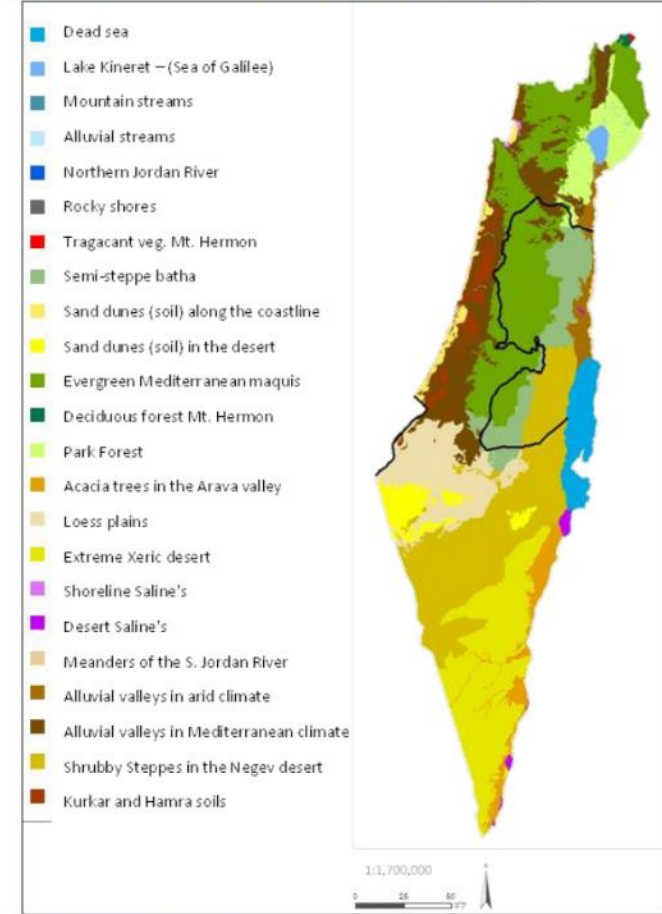 Dead sea
Lake Kineret – (Sea of Galilee)
Mountain streams
Alluvial streams
Northern Jordan River
Rocky shores
Tragacant veg. Mt. Hermon
Semi-steppe batha
Sand dunes (soil) along the coastline
Sand dunes (soil) in the desert
Evergreen Mediterranean maquis
Deciduous forest Mt. Hermon
Park Forest
Acacia trees in the Arava valley
Loess plains
Extreme Xeric desert
Shoreline Saline's
Desert Saline's
Meanders of the S. Jordan River
Alluvial valleys in arid climate
Alluvial valleys in Mediterranean climate
Shrubby Steppes in the Negev desert
Kurkar and Hamra soils
1:1,700,000
0 25 50